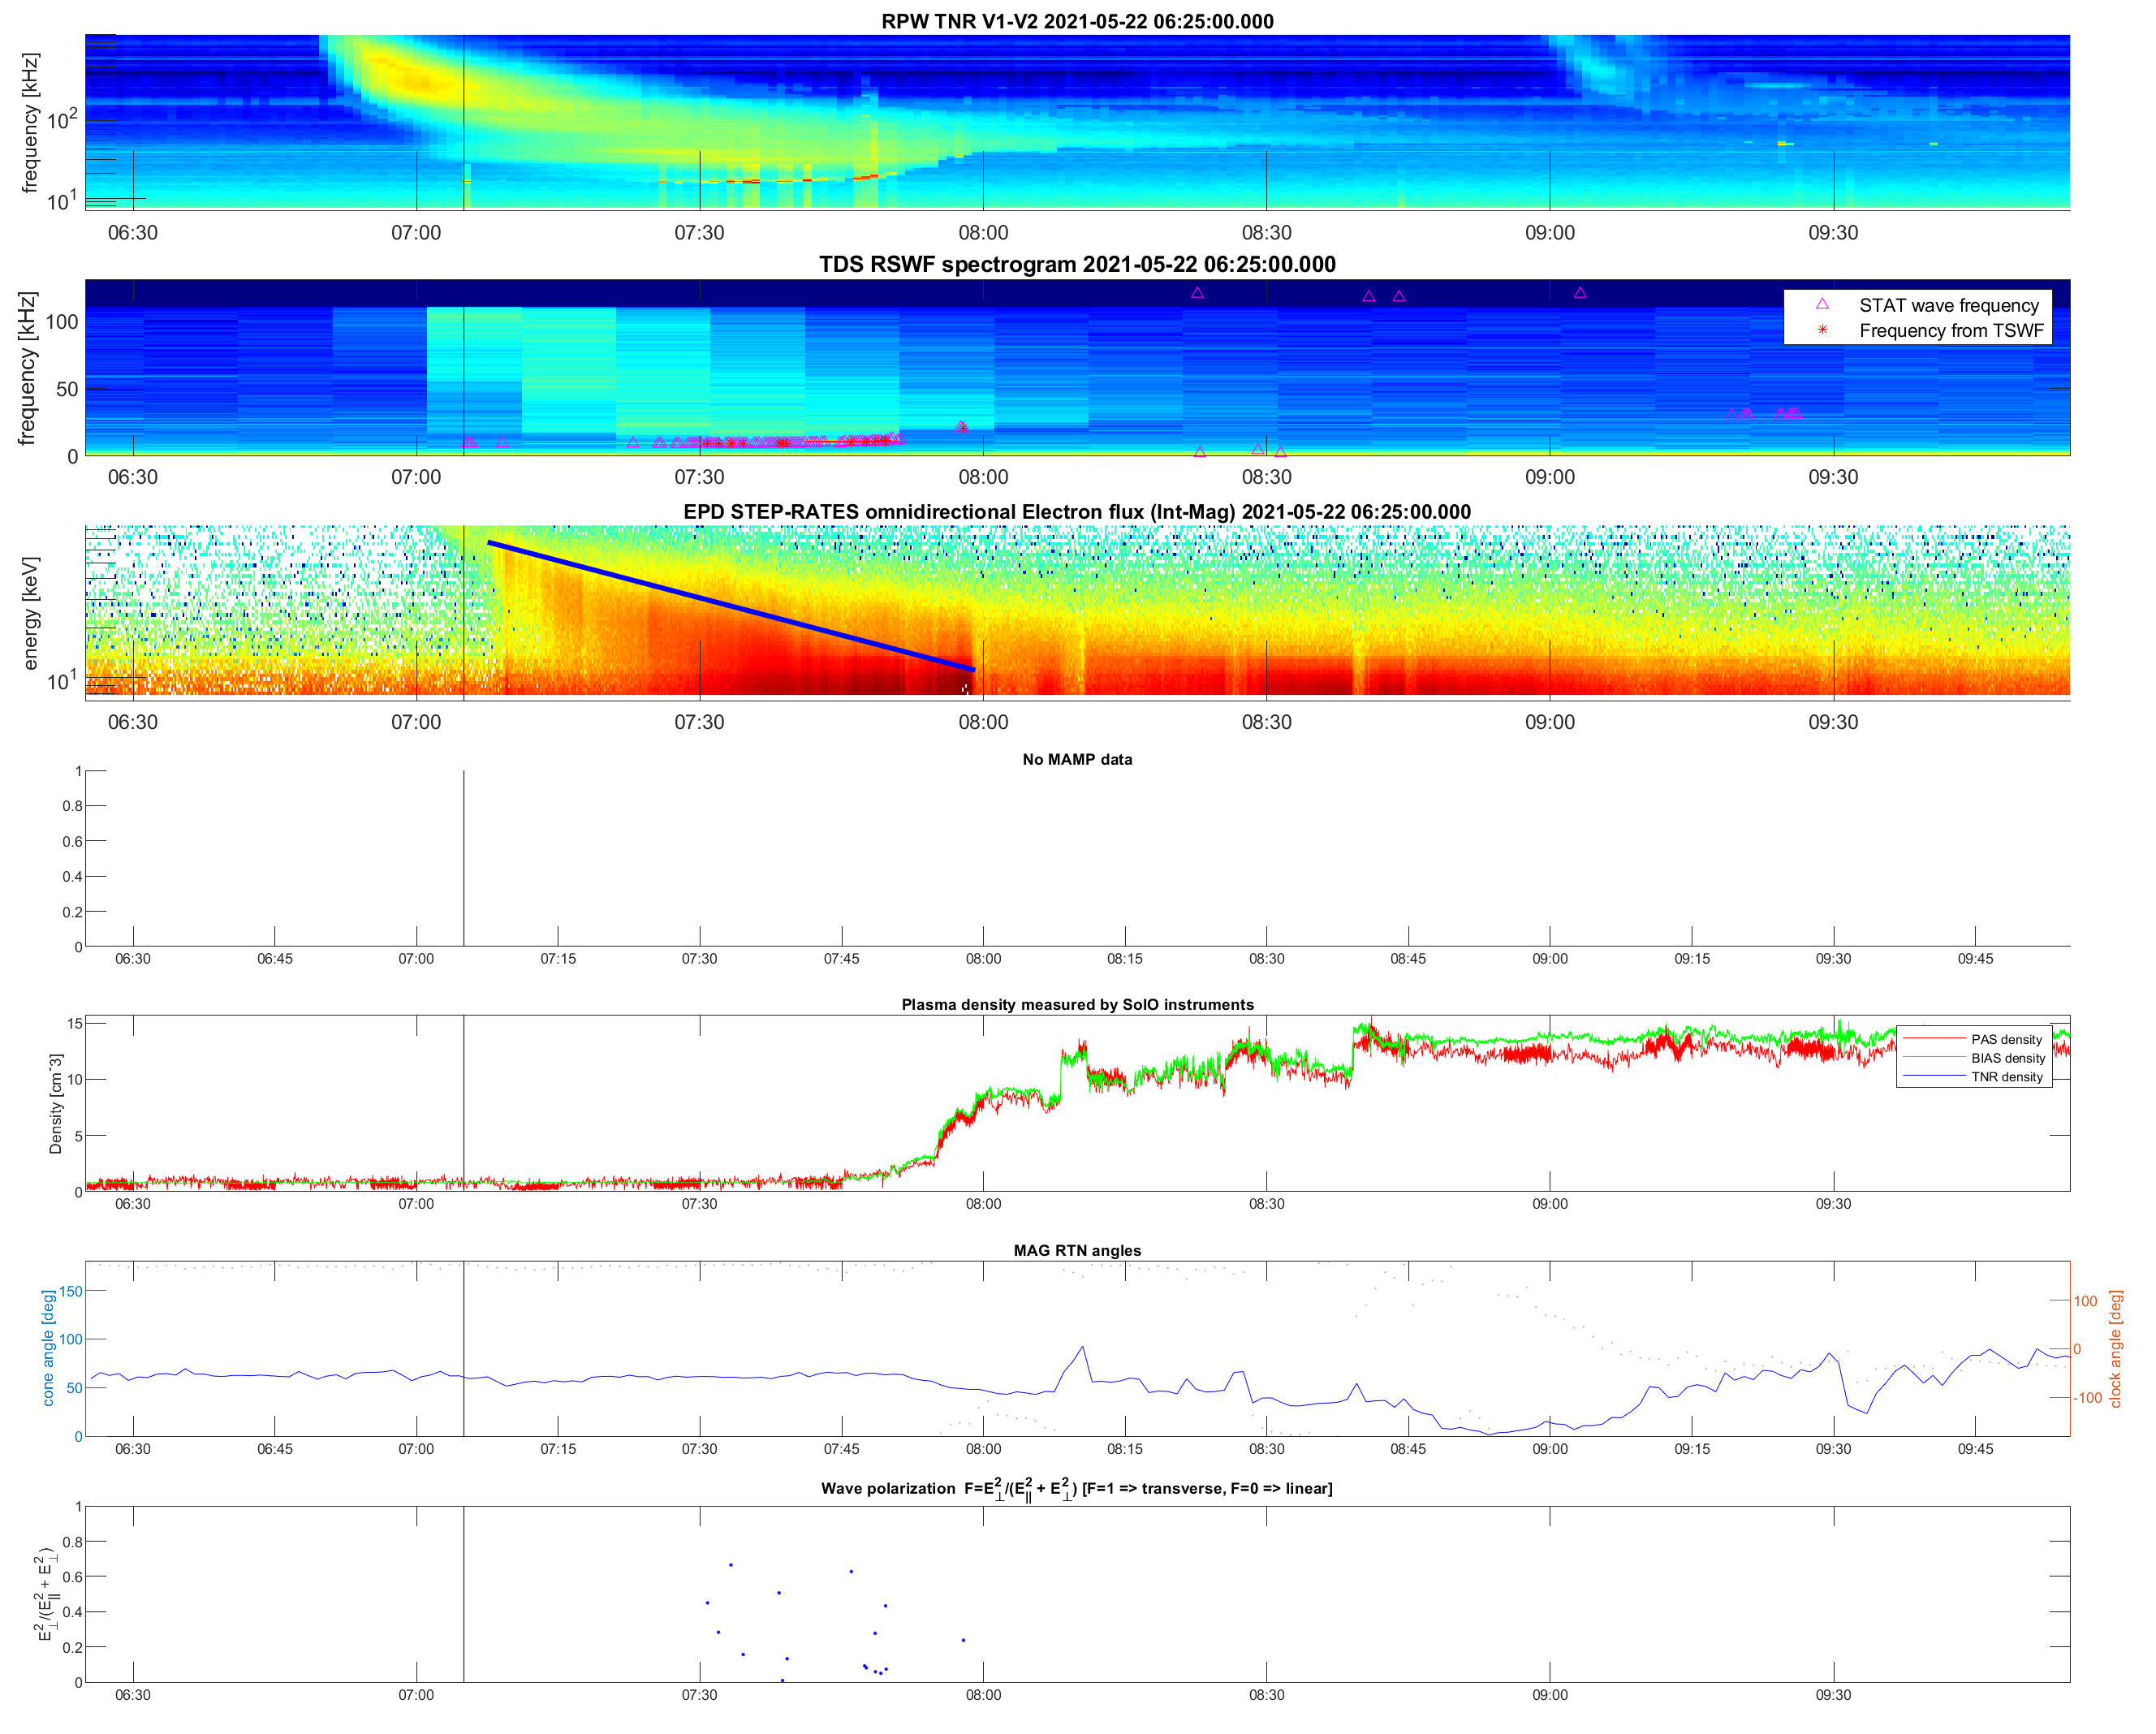 RPW TNR V1-V2 2021-05-22 06:25:00.000
frequency [kHz]
10^2
10^1
06:30 07:00 07:30 08:00 08:30 09:00 09:30
TDS RSWF spectrogram 2021-05-22 06:25:00.000
frequency [kHz]
100
50
0
STAT wave frequency
Frequency from TSWF
06:30 07:00 07:30 08:00 08:30 09:00 09:30
EPD STEP-RATES omnidirectional Electron flux (Int-Mag) 2021-05-22 06:25:00.000
energy [keV]
10^1
06:30 07:00 07:30 08:00 08:30 09:00 09:30
No MAMP data
1
0.8
0.6
0.4
0.2
0
06:30 06:45 07:00 07:15 07:30 07:45 08:00 08:15 08:30 08:45 09:00 09:15 09:30 09:45
Plasma density measured by SolO instruments
Density [cm^-3]
15
10
5
0
PAS density
BIAS density
TNR density
06:30 07:00 07:30 08:00 08:30 09:00 09:30
MAG RTN angles
cone angle [deg]
150
100
50
0
100
0
-100
clock angle [deg]
06:30 06:45 07:00 07:15 07:30 07:45 08:00 08:15 08:30 08:45 09:00 09:15 09:30 09:45
Wave polarization F=E⊥^2/(E||^2 + E⊥^2) [F=1 => transverse, F=0 => linear]
E⊥^2/(E||^2 + E⊥^2)
1
0.8
0.6
0.4
0.2
0
06:30 07:00 07:30 08:00 08:30 09:00 09:30